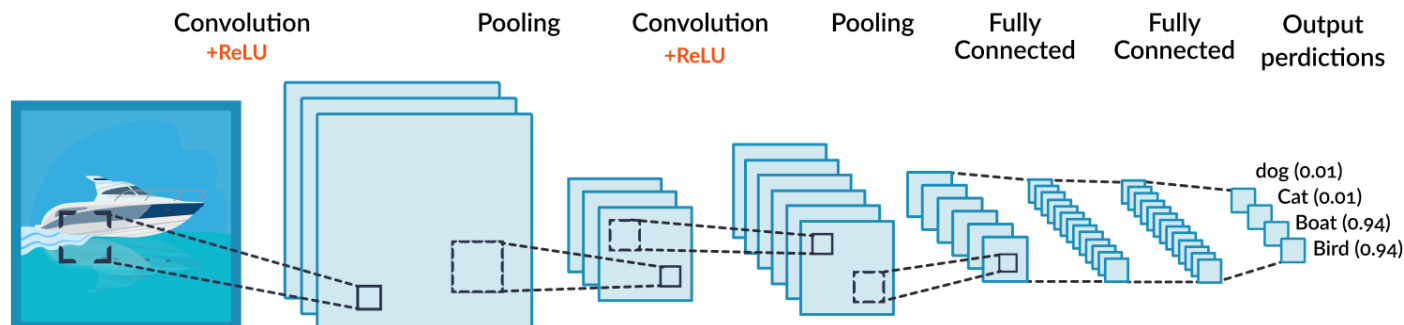 Convolution
+ReLU
Pooling
Convolution
+ReLU
Pooling
Fully
Connected
Fully
Connected
Output
perdictions
dog (0.01)
Cat (0.01)
Boat (0.94)
Bird (0.94)